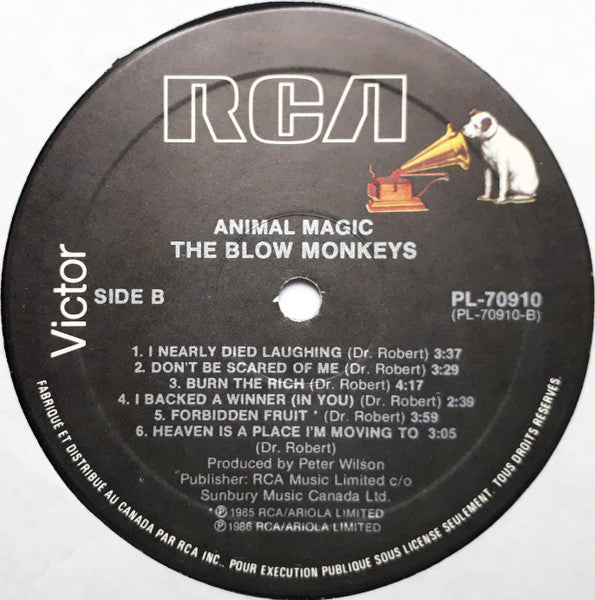 RCA
ANIMAL MAGIC
THE BLOW MONKEYS
Victor
SIDE B
PL-70910
(PL-70910-B)
1. I NEARLY DIED LAUGHING (Dr. Robert) 3:37
2. DON'T BE SCARED OF ME (Dr. Robert) 3:29
3. BURN THE RICH (Dr. Robert) 4:17
4. I BACKED A WINNER (IN YOU) (Dr. Robert) 2:39
5. FORBIDDEN FRUIT * (Dr. Robert) 3:59
6. HEAVEN IS A PLACE I'M MOVING TO 3:05
(Dr. Robert)
Produced by Peter Wilson
Publisher: RCA Music Limited c/o
Sunbury Music Canada Ltd.
*℗1985 RCA/ARIOLA LIMITED
℗1986 RCA/ARIOLA LIMITED
FABRIQUE ET DISTRIBUE AU CANADA PAR RCA INC., POUR EXECUTION PUBLIQUE SOUS LICENSE SEULEMENT. TOUS DROITS RESERVES.